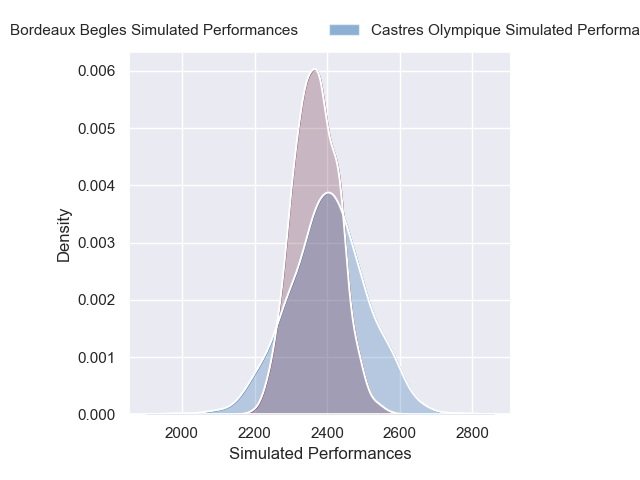 Bordeaux Begles Simulated Performances
Castres Olympique Simulated Performa
0.006
0.005
0.004
0.003
0.002
0.001
0.000
Density
2000 2200 2400 2600 2800
Simulated Performances